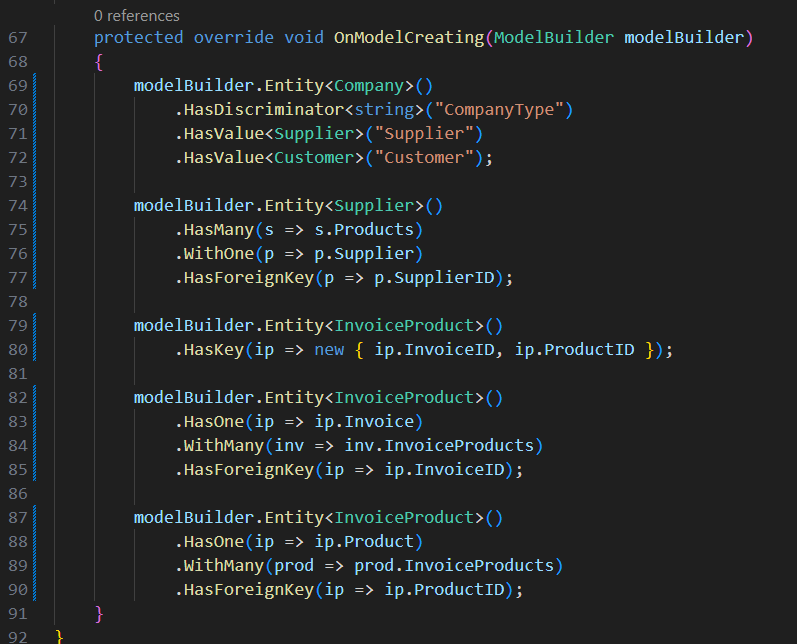 0 references
67 protected override void OnModelCreating(ModelBuilder modelBuilder)
68 {
69 modelBuilder.Entity<Company>()
70 .HasDiscriminator<string>("CompanyType")
71 .HasValue<Supplier>("Supplier")
72 .HasValue<Customer>("Customer");
73
74 modelBuilder.Entity<Supplier>()
75 .HasMany(s => s.Products)
76 .WithOne(p => p.Supplier)
77 .HasForeignKey(p => p.SupplierID);
78
79 modelBuilder.Entity<InvoiceProduct>()
80 .HasKey(ip => new { ip.InvoiceID, ip.ProductID });
81
82 modelBuilder.Entity<InvoiceProduct>()
83 .HasOne(ip => ip.Invoice)
84 .WithMany(inv => inv.InvoiceProducts)
85 .HasForeignKey(ip => ip.InvoiceID);
86
87 modelBuilder.Entity<InvoiceProduct>()
88 .HasOne(ip => ip.Product)
89 .WithMany(prod => prod.InvoiceProducts)
90 .HasForeignKey(ip => ip.ProductID);
91 }
92 }